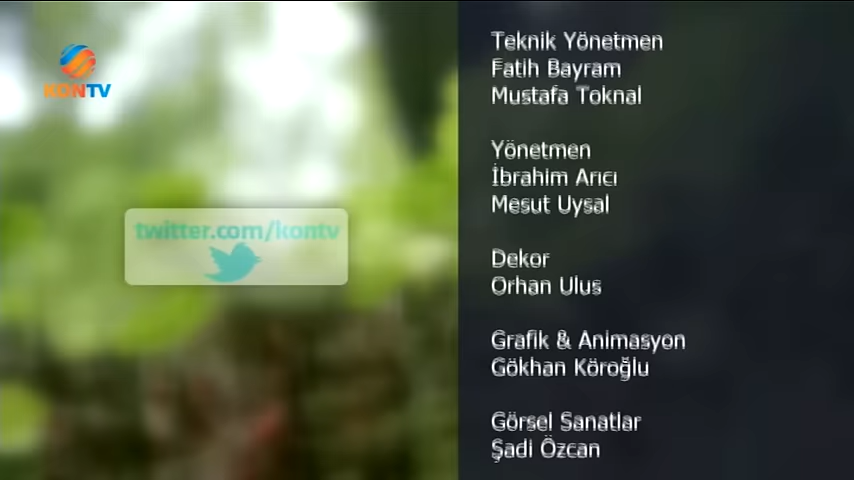 KONTV
twitter.com/kontv
Teknik Yönetmen
Fatih Bayram
Mustafa Toknal
Yönetmen
İbrahim Arıcı
Mesut Uysal
Dekor
Orhan Ulus
Grafik & Animasyon
Gökhan Köroğlu
Görsel Sanatlar
Şadi Özcan